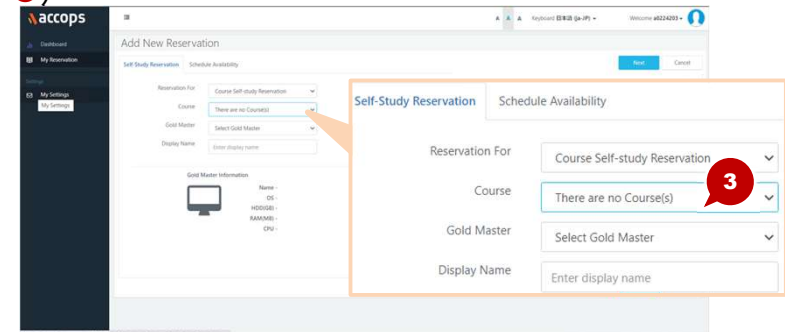 accops
A A A Keyboard 日本語 (ja-JP) Welcome a0224203
Dashboard
My Reservation
Settings
My Settings
My Settings
Add New Reservation
Self Study Reservation Schedule Availability
Next Cancel
Reservation For Course Self-study Reservation
Course There are no Course(s)
Gold Master Select Gold Master
Display Name Enter display name
Gold Master Information
Name -
OS -
HDD(GB) -
RAM(MB) -
CPU -
Self-Study Reservation Schedule Availability
Reservation For Course Self-study Reservation
3
Course There are no Course(s)
Gold Master Select Gold Master
Display Name Enter display name